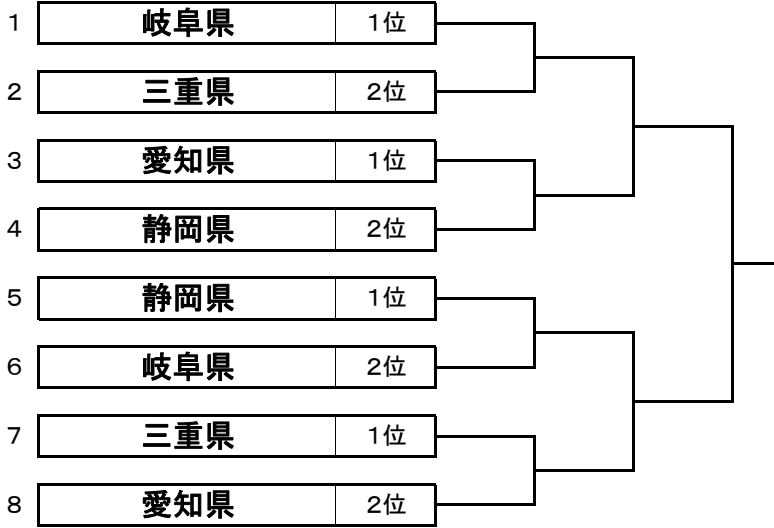 1 岐阜県 1位
2 三重県 2位
3 愛知県 1位
4 静岡県 2位
5 静岡県 1位
6 岐阜県 2位
7 三重県 1位
8 愛知県 2位